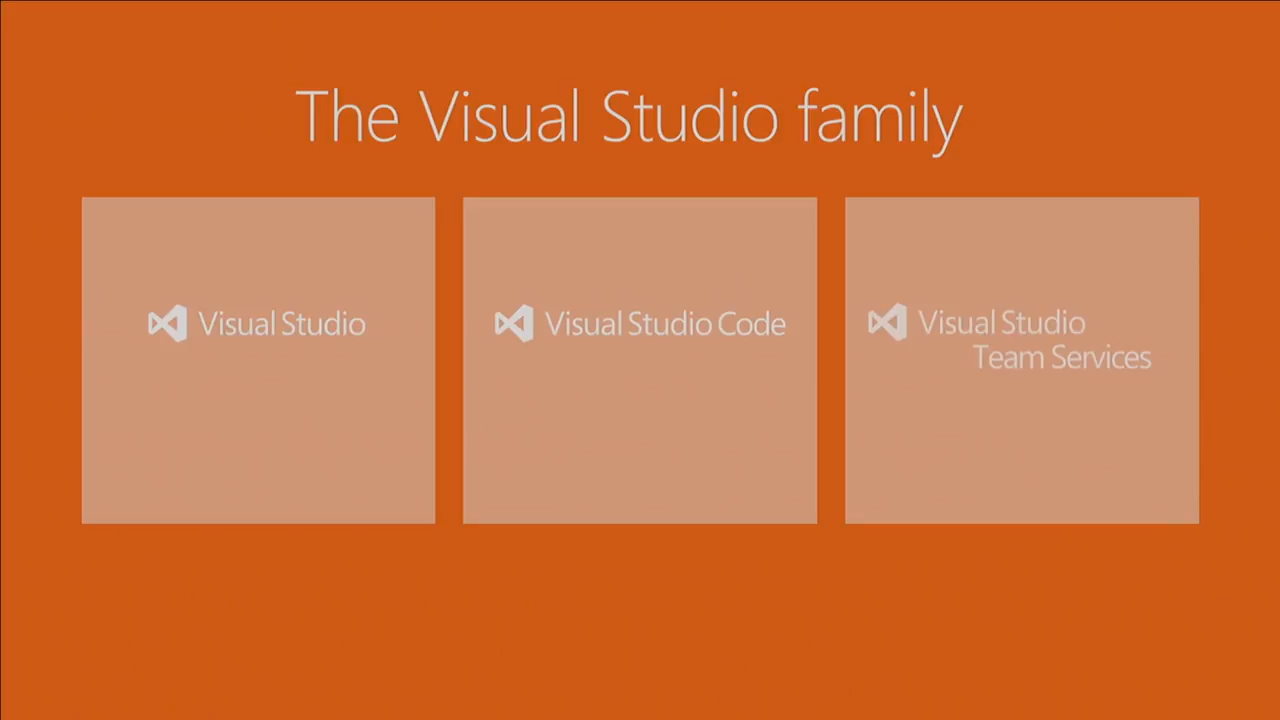 The Visual Studio family
Visual Studio
Visual Studio Code
Visual Studio
Team Services